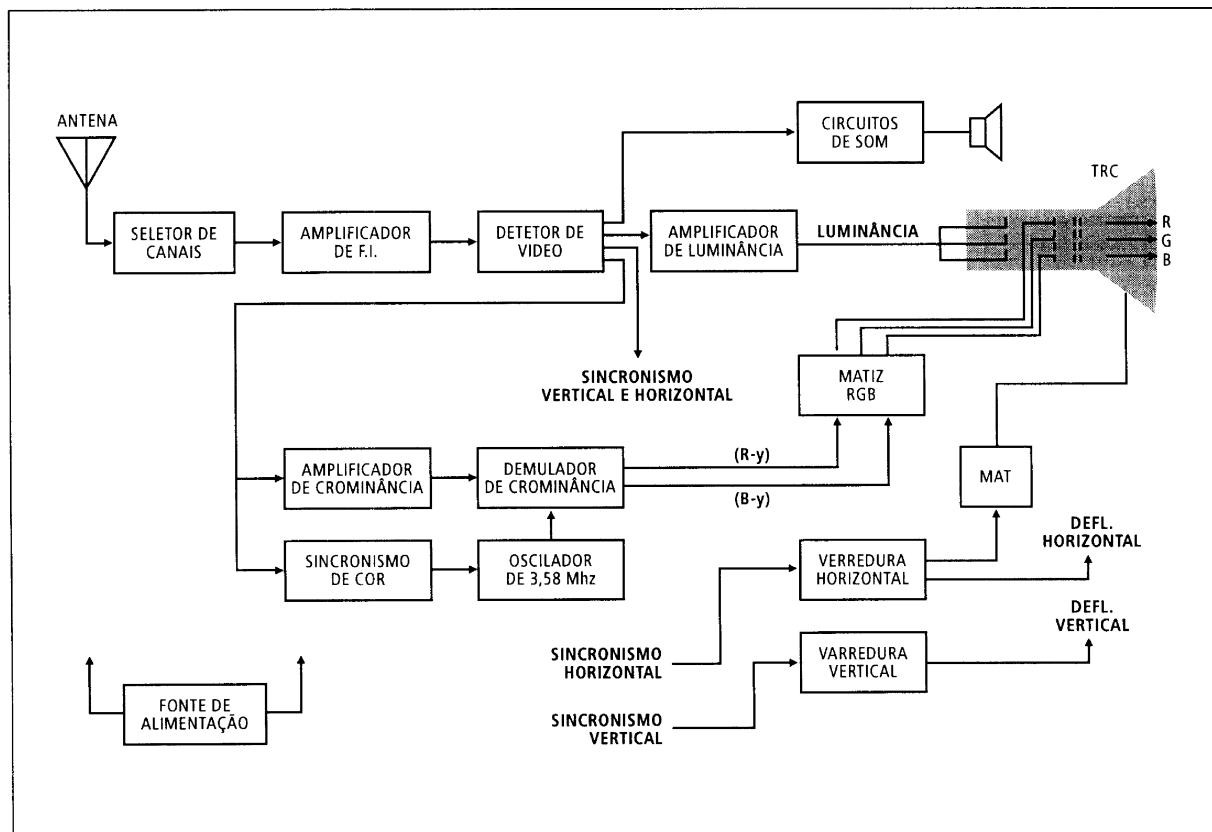 ANTENA
CIRCUITOS
DE SOM
TRC
SELETOR DE
CANAIS
AMPLIFICADOR
DE F.I.
DETETOR DE
VIDEO
AMPLIFICADOR
DE LUMINÂNCIA
LUMINÂNCIA
R
G
B
SINCRONISMO
VERTICAL E HORIZONTAL
MATIZ
RGB
AMPLIFICADOR
DE CROMINÂNCIA
DEMULADOR
DE CROMINÂNCIA
(R-y)
(B-y)
MAT
SINCRONISMO
DE COR
OSCILADOR
DE 3,58 Mhz
VERREDURA
HORIZONTAL
DEFL.
HORIZONTAL
SINCRONISMO
HORIZONTAL
VARREDURA
VERTICAL
DEFL.
VERTICAL
FONTE DE
ALIMENTAÇÃO
SINCRONISMO
VERTICAL